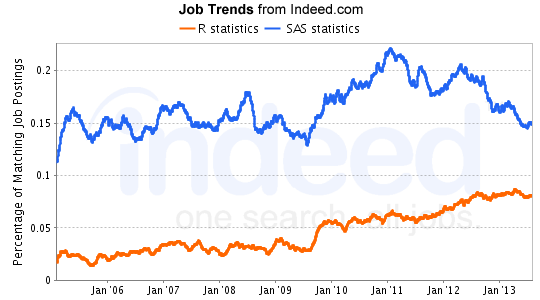 Job Trends from Indeed.com
R statistics SAS statistics
Percentage of Matching Job Postings
0.2
0.15
0.1
0.05
0
indeed
one search. all jobs.
Jan '06 Jan '07 Jan '08 Jan '09 Jan '10 Jan '11 Jan '12 Jan '13